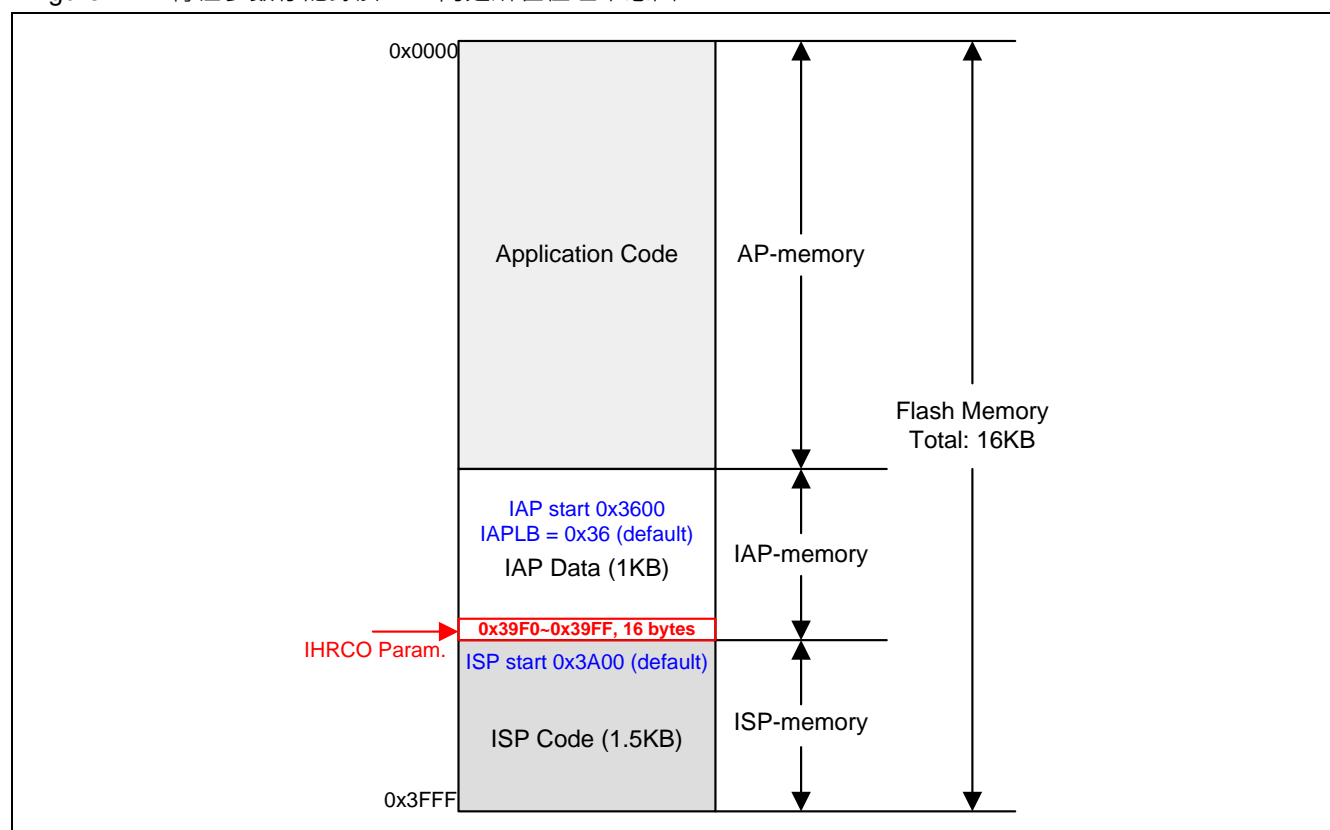 0x0000
Application Code
AP-memory
Flash Memory
Total: 16KB
IAP start 0x3600
IAPLB = 0x36 (default)
IAP Data (1KB)
IAP-memory
0x39F0~0x39FF, 16 bytes
IHRCO Param.
ISP start 0x3A00 (default)
ISP-memory
ISP Code (1.5KB)
0x3FFF